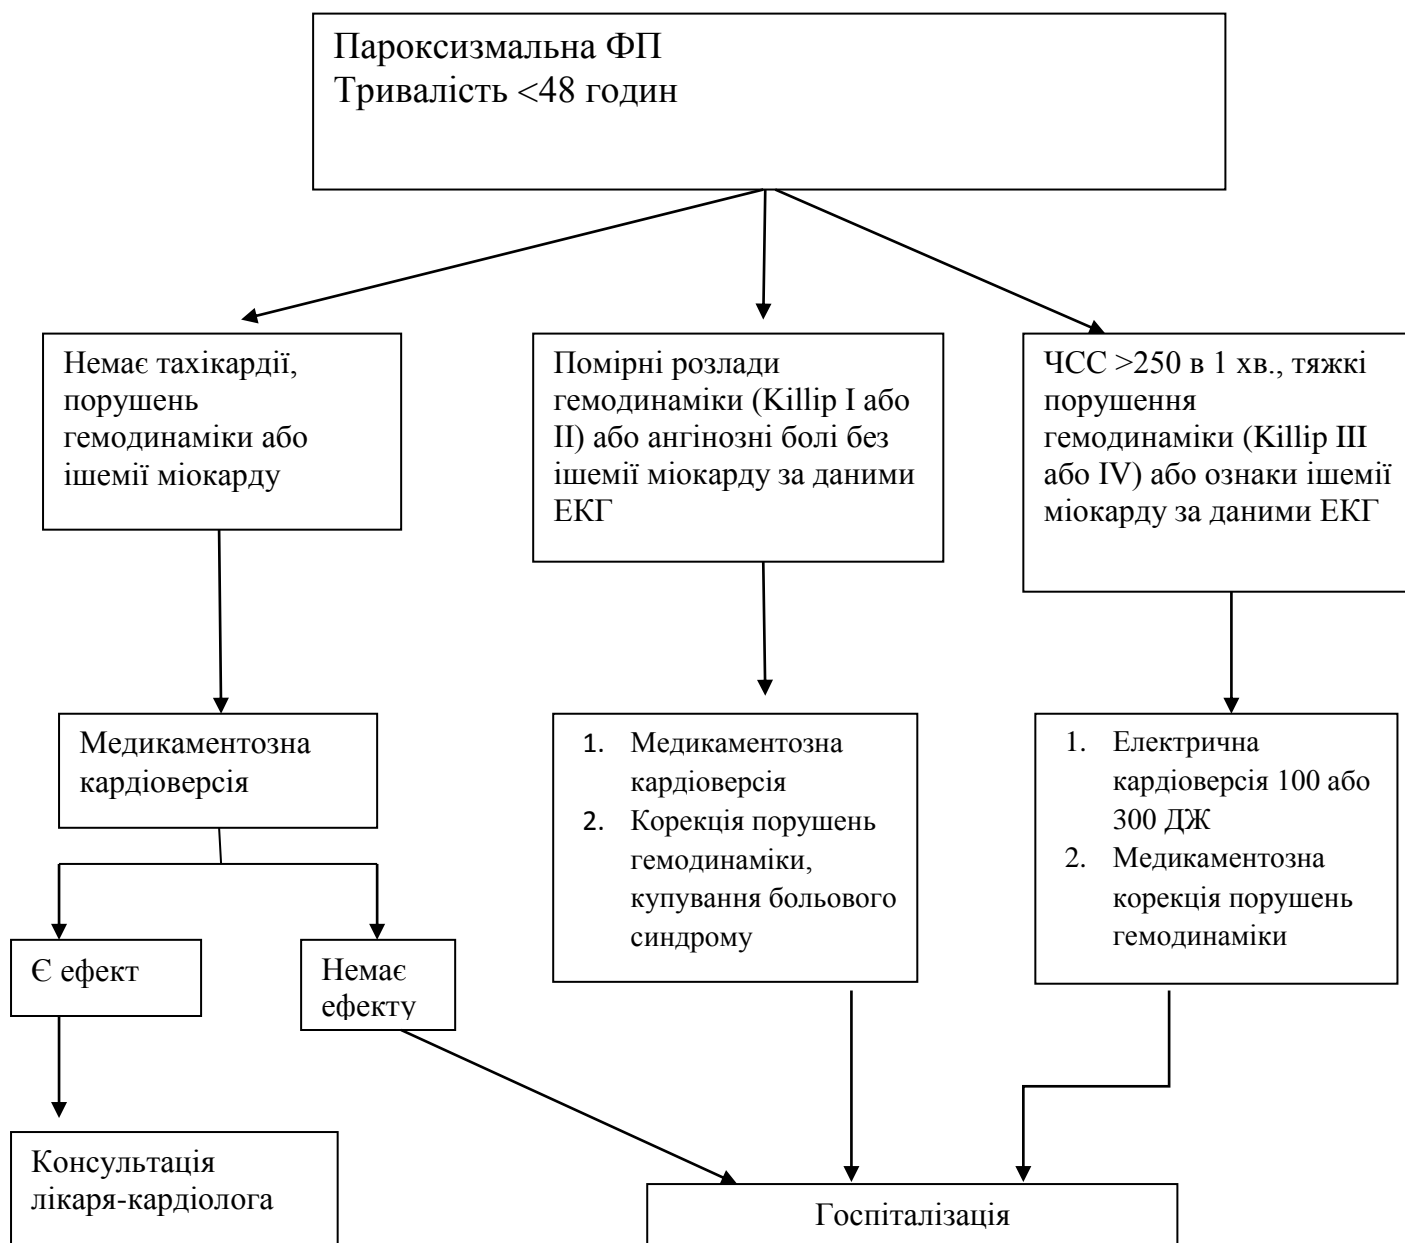 Пароксизмальна ФП
Тривалість <48 годин
Немає тахікардії,
порушень
гемодинаміки або
ішемії міокарду
Помірні розлади
гемодинаміки (Killip I або
II) або ангінозні болі без
ішемії міокарду за даними
ЕКГ
ЧСС >250 в 1 хв., тяжкі
порушення
гемодинаміки (Killip III
або IV) або ознаки ішемії
міокарду за даними ЕКГ
Медикаментозна
кардіоверсія
1. Медикаментозна
кардіоверсія
2. Корекція порушень
гемодинаміки,
купування больового
синдрому
1. Електрична
кардіоверсія 100 або
300 ДЖ
2. Медикаментозна
корекція порушень
гемодинаміки
Є ефект
Немає
ефекту
Консультація
лікаря-кардіолога
Госпіталізація